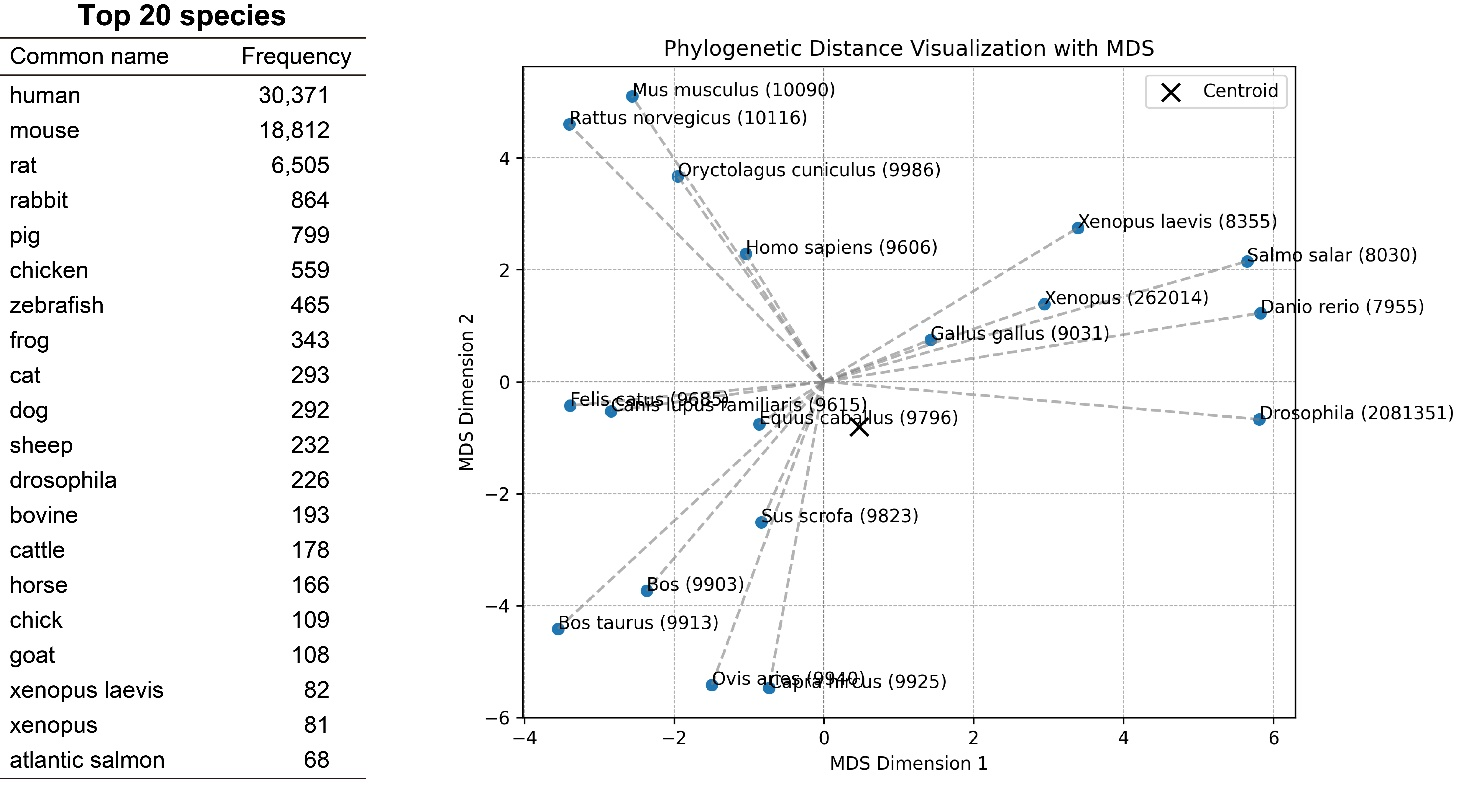 Top 20 species
Common name Frequency
human 30,371
mouse 18,812
rat 6,505
rabbit 864
pig 799
chicken 559
zebrafish 465
frog 343
cat 293
dog 292
sheep 232
drosophila 226
bovine 193
cattle 178
horse 166
chick 109
goat 108
xenopus laevis 82
xenopus 81
atlantic salmon 68
Phylogenetic Distance Visualization with MDS
Centroid
Mus musculus (10090)
Rattus norvegicus (10116)
Oryctolagus cuniculus (9986)
Homo sapiens (9606)
Xenopus laevis (8355)
Salmo salar (8030)
Xenopus (262014)
Danio rerio (7955)
Gallus gallus (9031)
Felis catus (9685)
Canis lupus familiaris (9615)
Equus caballus (9796)
Drosophila (2081351)
Sus scrofa (9823)
Bos (9903)
Bos taurus (9913)
Ovis aries (9940)
Capra hircus (9925)
MDS Dimension 2
4
2
0
−2
−4
−6
−4 −2 0 2 4 6
MDS Dimension 1